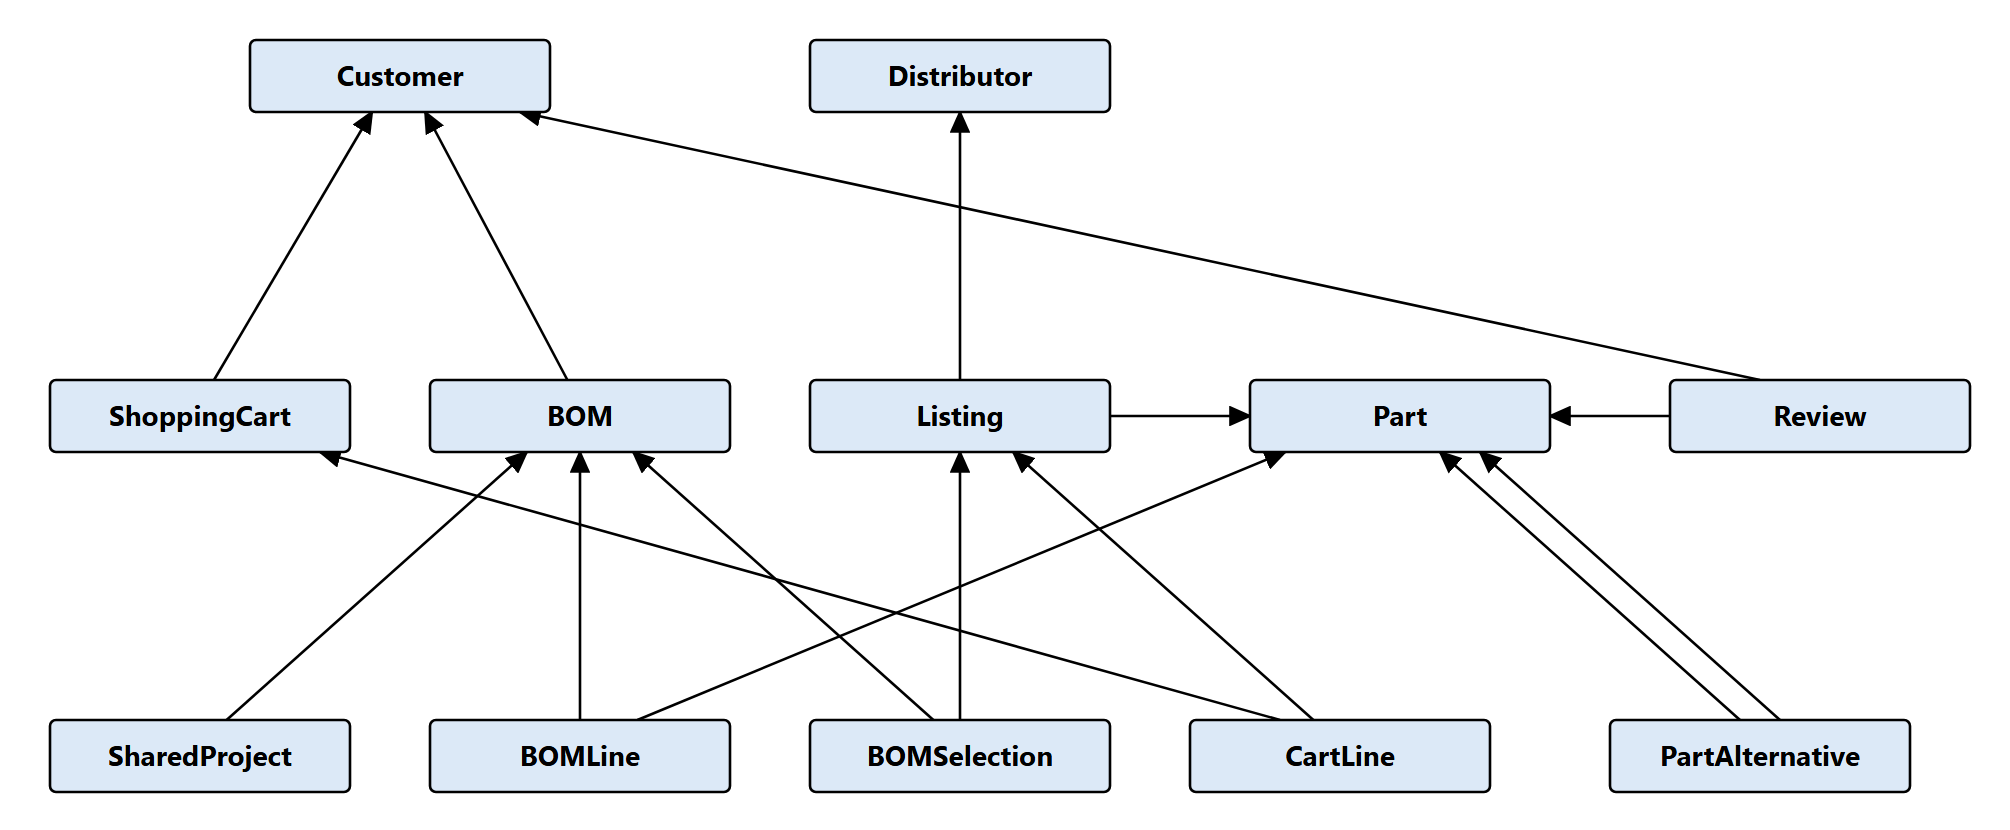 Customer
Distributor
ShoppingCart
BOM
Listing
Part
Review
SharedProject
BOMLine
BOMSelection
CartLine
PartAlternative